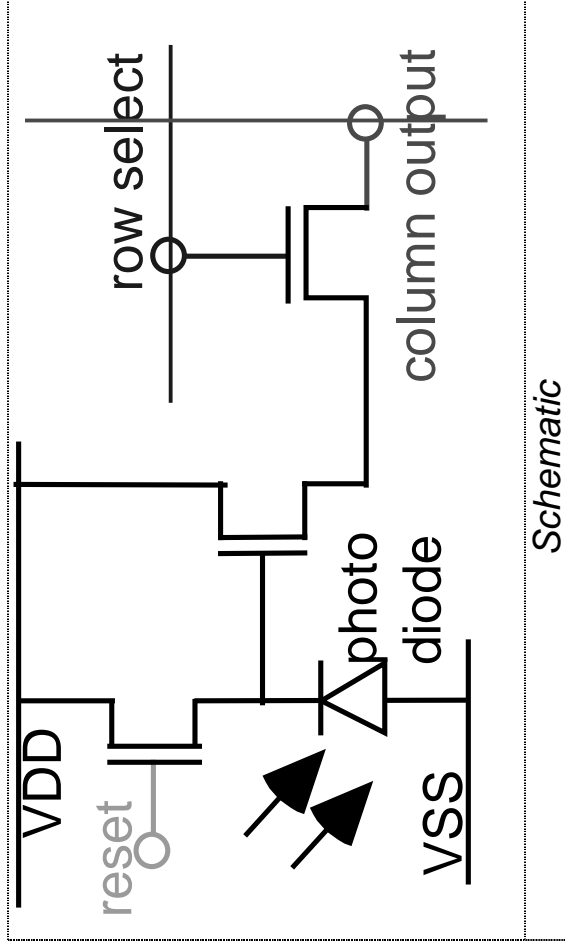 VDD
reset
row select
column output
photo
diode
VSS
Schematic